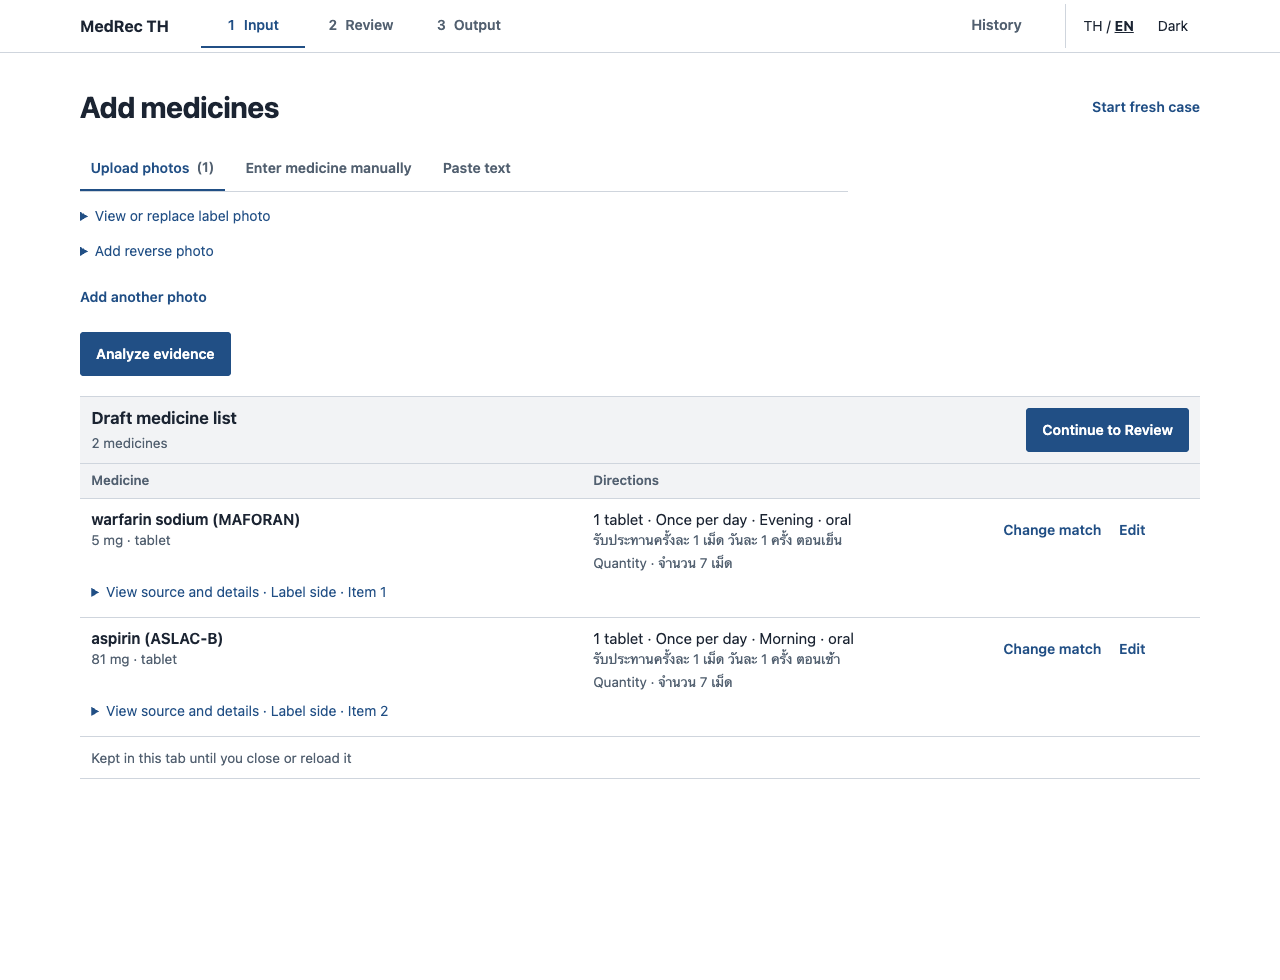 MedRec TH
1 Input
2 Review
3 Output
History
TH / EN
Dark
Add medicines
Start fresh case
Upload photos (1)
Enter medicine manually
Paste text
View or replace label photo
Add reverse photo
Add another photo
Analyze evidence
Draft medicine list
2 medicines
Continue to Review
Medicine
Directions
warfarin sodium (MAFORAN)
5 mg · tablet
1 tablet · Once per day · Evening · oral
รับประทานครั้งละ 1 เม็ด วันละ 1 ครั้ง ตอนเย็น
Quantity · จำนวน 7 เม็ด
Change match
Edit
View source and details · Label side · Item 1
aspirin (ASLAC-B)
81 mg · tablet
1 tablet · Once per day · Morning · oral
รับประทานครั้งละ 1 เม็ด วันละ 1 ครั้ง ตอนเช้า
Quantity · จำนวน 7 เม็ด
Change match
Edit
View source and details · Label side · Item 2
Kept in this tab until you close or reload it